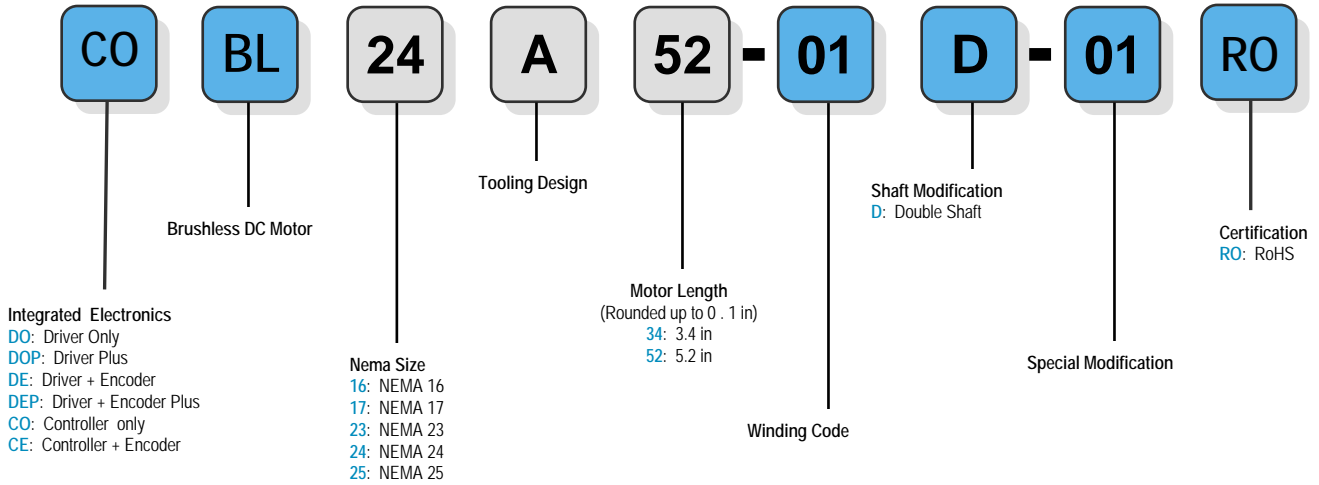 CO BL 24 A 52 - 01 D - 01 RO
Tooling Design
Shaft Modification
D: Double Shaft
Brushless DC Motor
Certification
RO: RoHS
Motor Length
(Rounded up to 0 . 1 in)
34: 3.4 in
52: 5.2 in
Integrated Electronics
DO: Driver Only
DOP: Driver Plus
DE: Driver + Encoder
DEP: Driver + Encoder Plus
CO: Controller only
CE: Controller + Encoder
Nema Size
16: NEMA 16
17: NEMA 17
23: NEMA 23
24: NEMA 24
25: NEMA 25
Special Modification
Winding Code